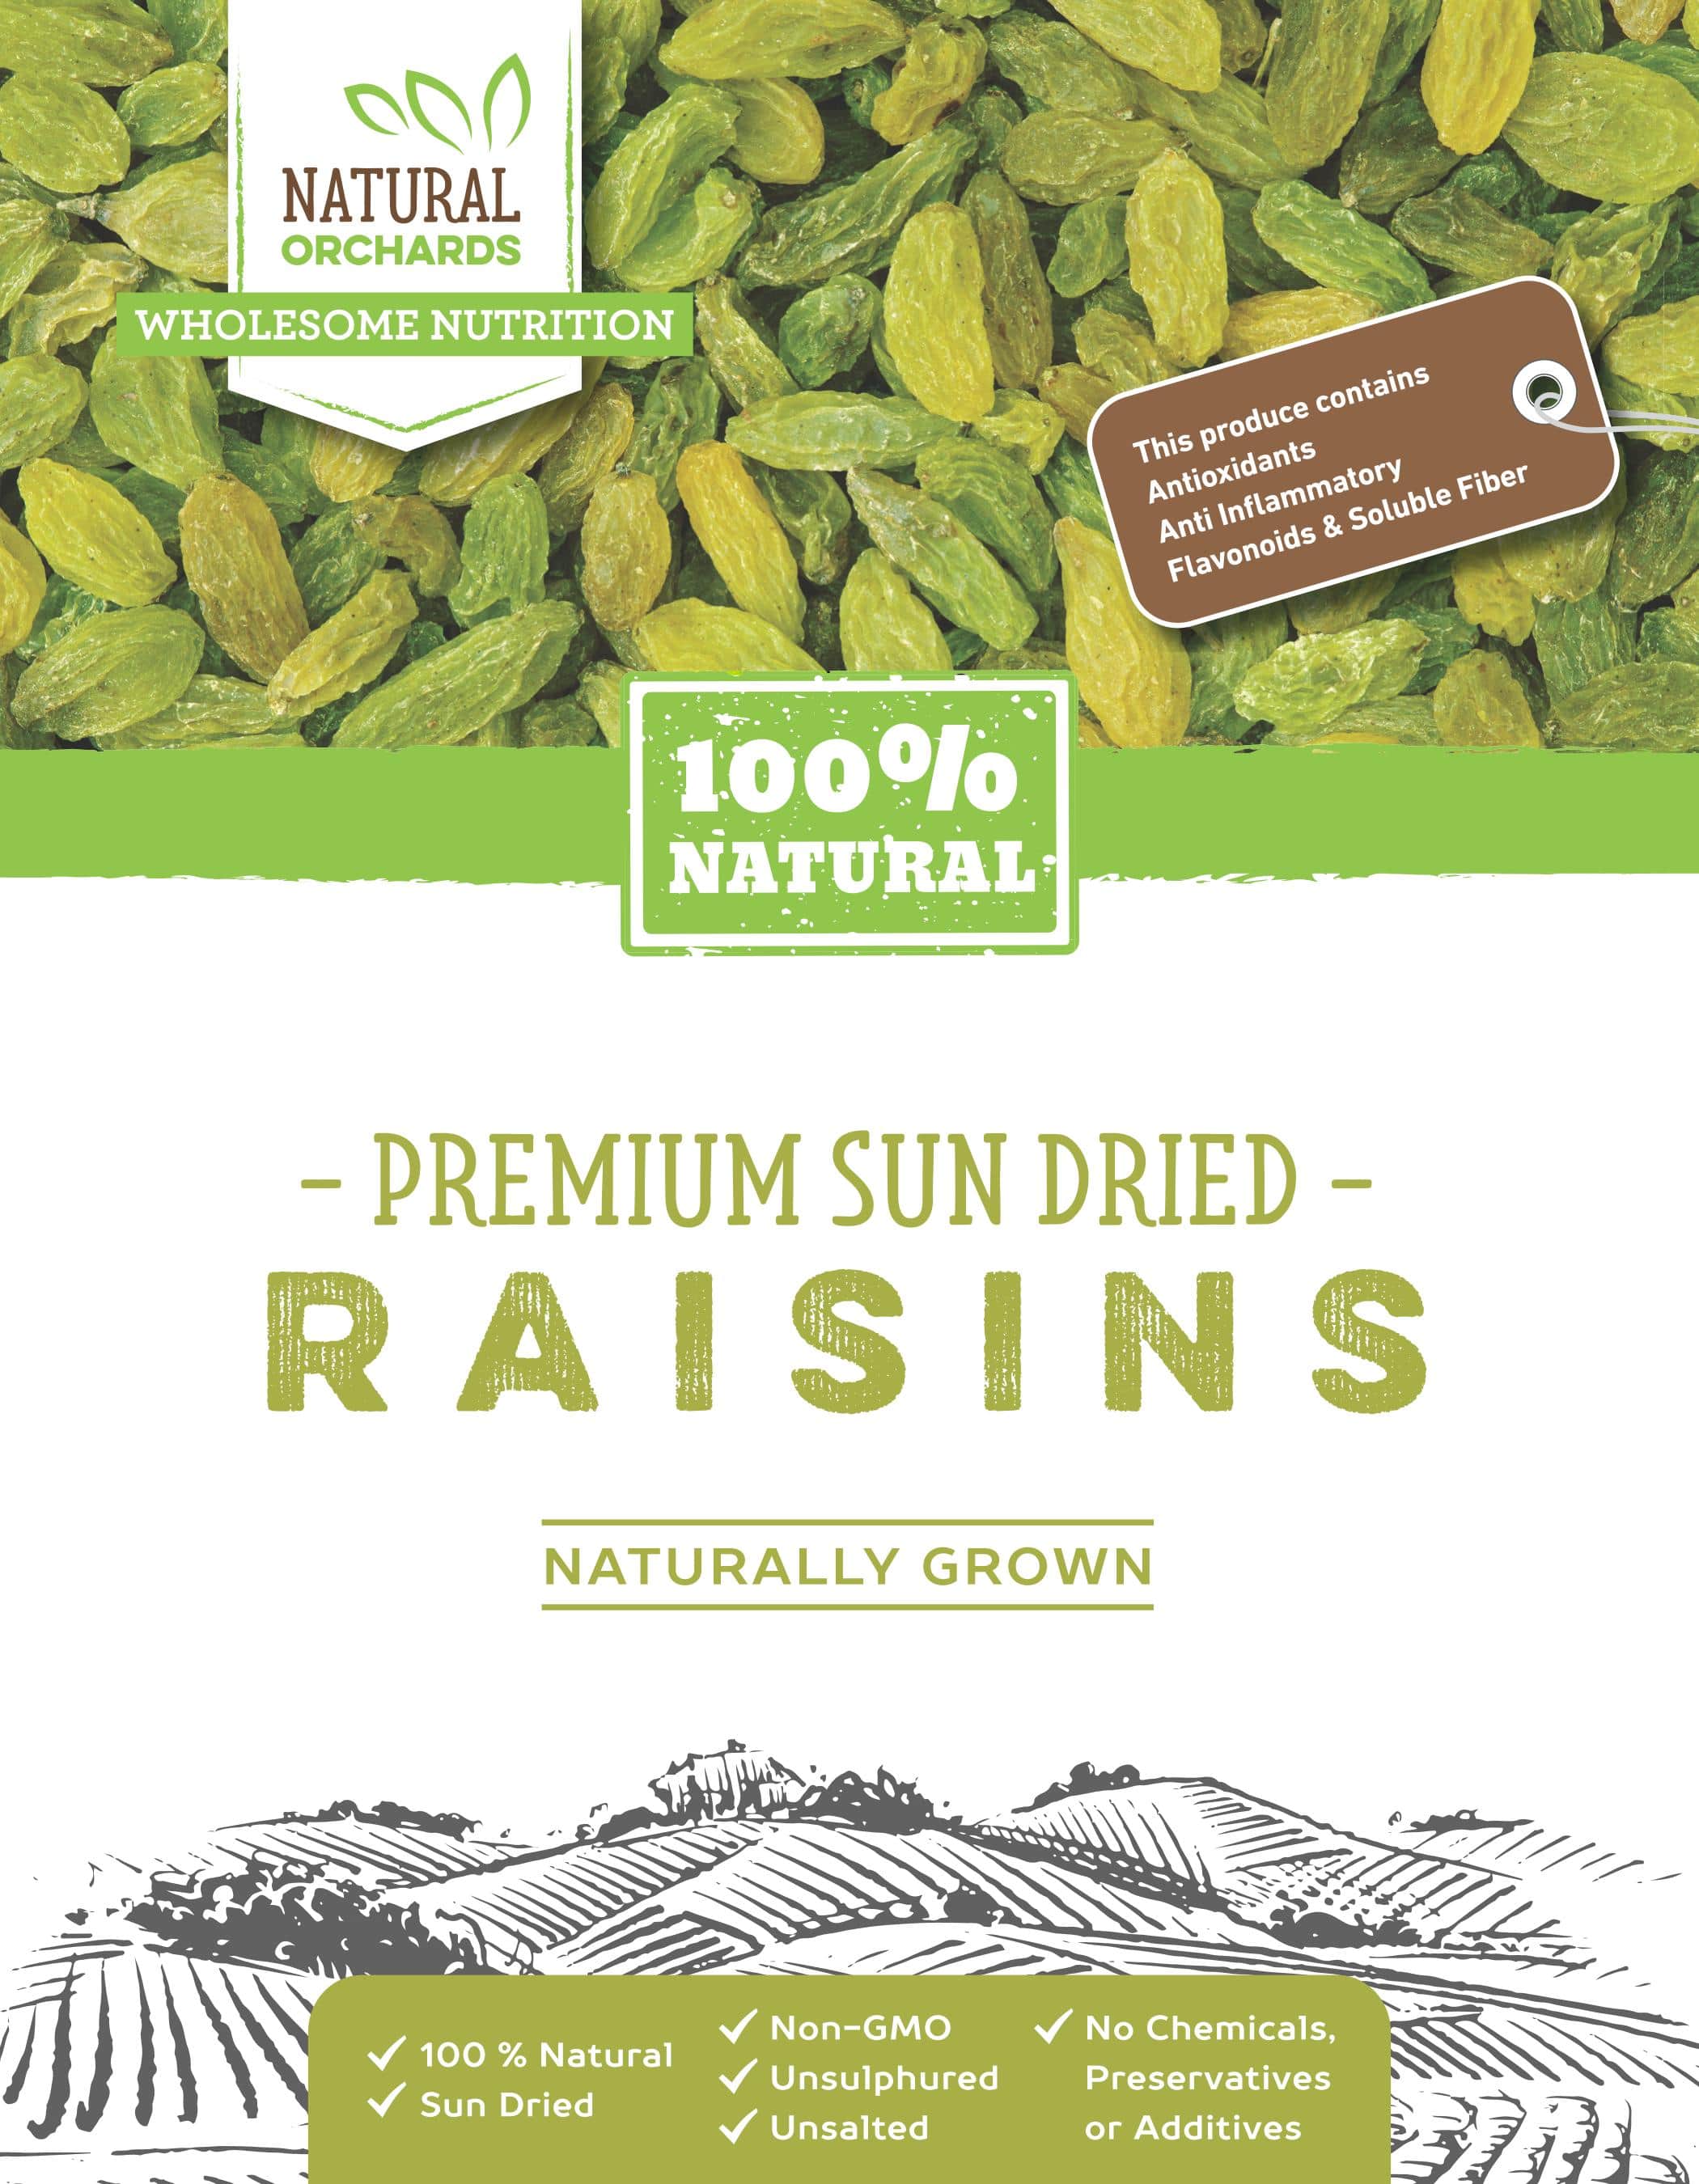 NATURAL
ORCHARDS
WHOLESOME NUTRITION
This produce contains
Antioxidants
Anti Inflammatory
Flavonoids & Soluble Fiber
100%
NATURAL
- PREMIUM SUN DRIED -
RAISINS
NATURALLY GROWN
100 % Natural
Sun Dried
Non-GMO
Unsulphured
Unsalted
No Chemicals,
Preservatives
or Additives